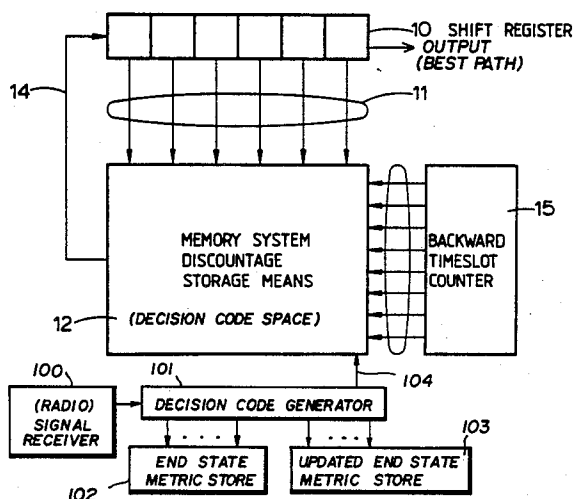 10 SHIFT REGISTER
OUTPUT
(BEST PATH)
14
11
15
MEMORY SYSTEM
DISCOUNTAGE
STORAGE MEANS
12 (DECISION CODE SPACE)
BACKWARD
TIMESLOT
COUNTER
100
101
104
(RADIO)
SIGNAL
RECEIVER
DECISION CODE GENERATOR
END STATE
METRIC STORE
UPDATED END STATE
METRIC STORE
103
102